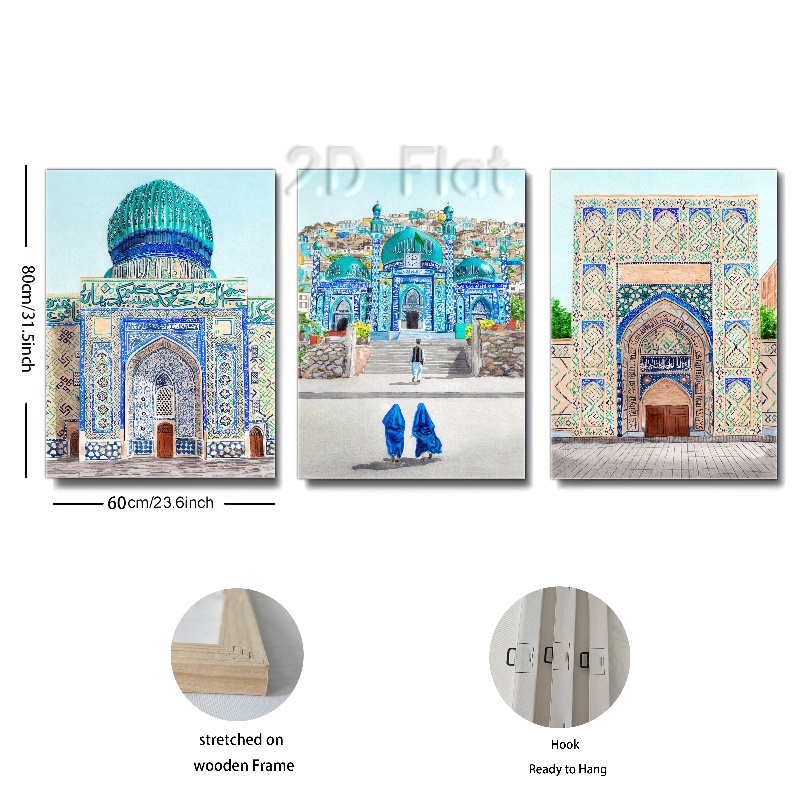 2D Flat
80cm/31.5inch
60cm/23.6inch
stretched on
wooden Frame
Hook
Ready to Hang